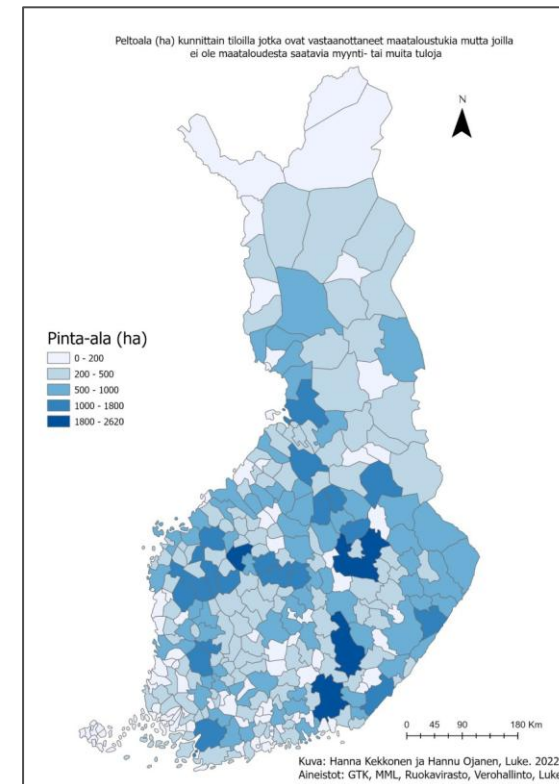 Peltoala (ha) kunnittain tiloilla jotka ovat vastaanottaneet maataloustukia mutta joilla
ei ole maataloudesta saatavia myynti- tai muita tuloja
N
Pinta-ala (ha)
0 - 200
200 - 500
500 - 1000
1000 - 1800
1800 - 2620
0 45 90 180 Km
Kuva: Hanna Kekkonen ja Hannu Ojanen, Luke. 202
Aineistot: GTK, MML, Ruokavirasto, Verohallinto, Luk